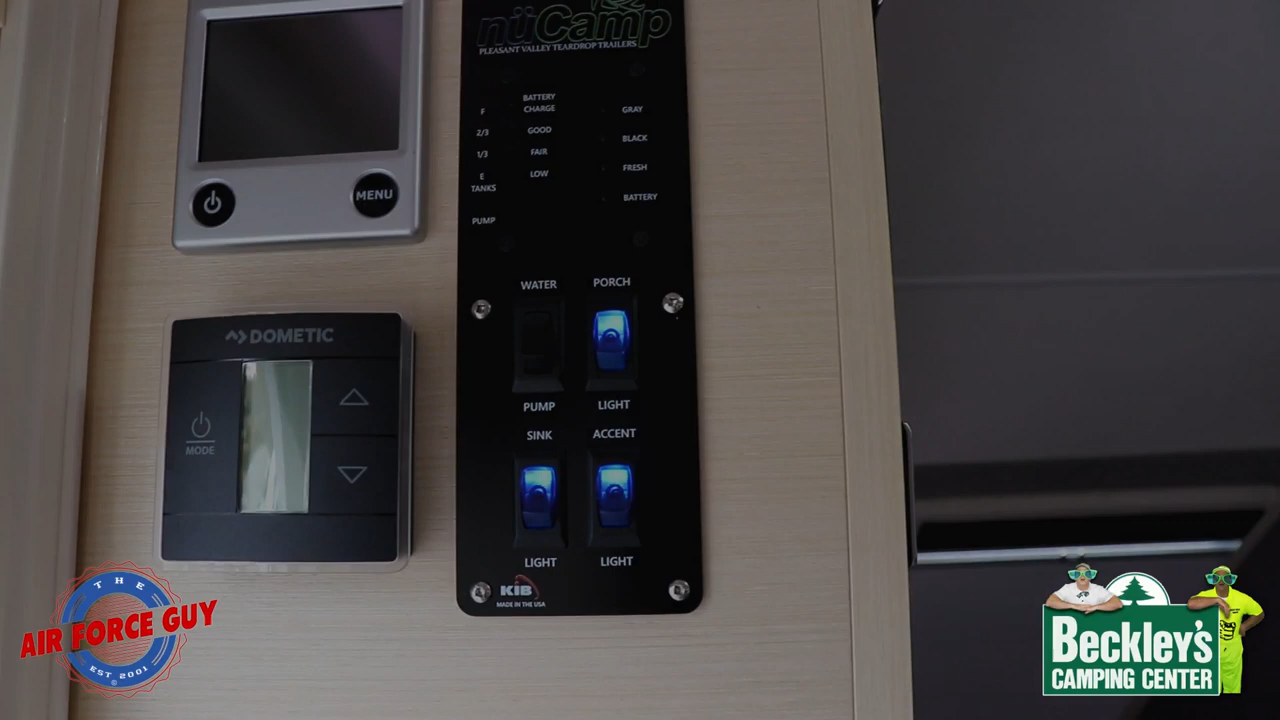 nüCamp
PLEASANT VALLEY TEARDROP TRAILERS
BATTERY
CHARGE
F
GOOD
2/3
FAIR
1/3
LOW
E
TANKS
PUMP
GRAY
BLACK
FRESH
BATTERY
MENU
WATER
PORCH
PUMP
LIGHT
SINK
ACCENT
LIGHT
LIGHT
KIB
MADE IN THE USA
DOMETIC
MODE
THE
AIR FORCE GUY
EST 2001
Beckley's
CAMPING CENTER